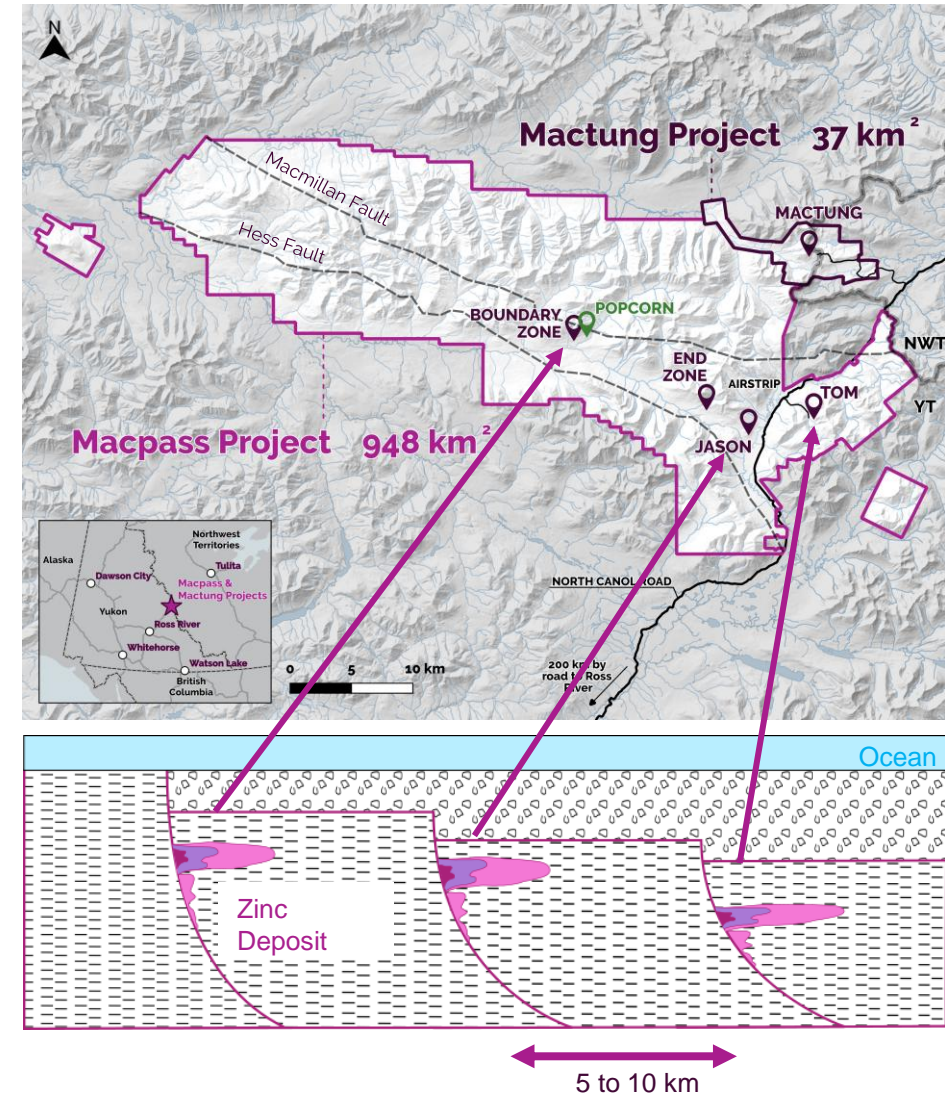 N
Mactung Project 37 km²
MACTUNG
Macmillan Fault
Hess Fault
BOUNDARY
ZONE
POPCORN
NWT
END
ZONE
AIRSTRIP
TOM
YT
JASON
Macpass Project 948 km²
Northwest
Territories
Alaska
Tulita
Dawson City
Macpass &
Mactung Projects
Yukon
Ross River
Whitehorse
Watson Lake
British
Columbia
NORTH CANOL ROAD
0 5 10 km
200 km by
road to Ross
River
Ocean
Zinc
Deposit
5 to 10 km